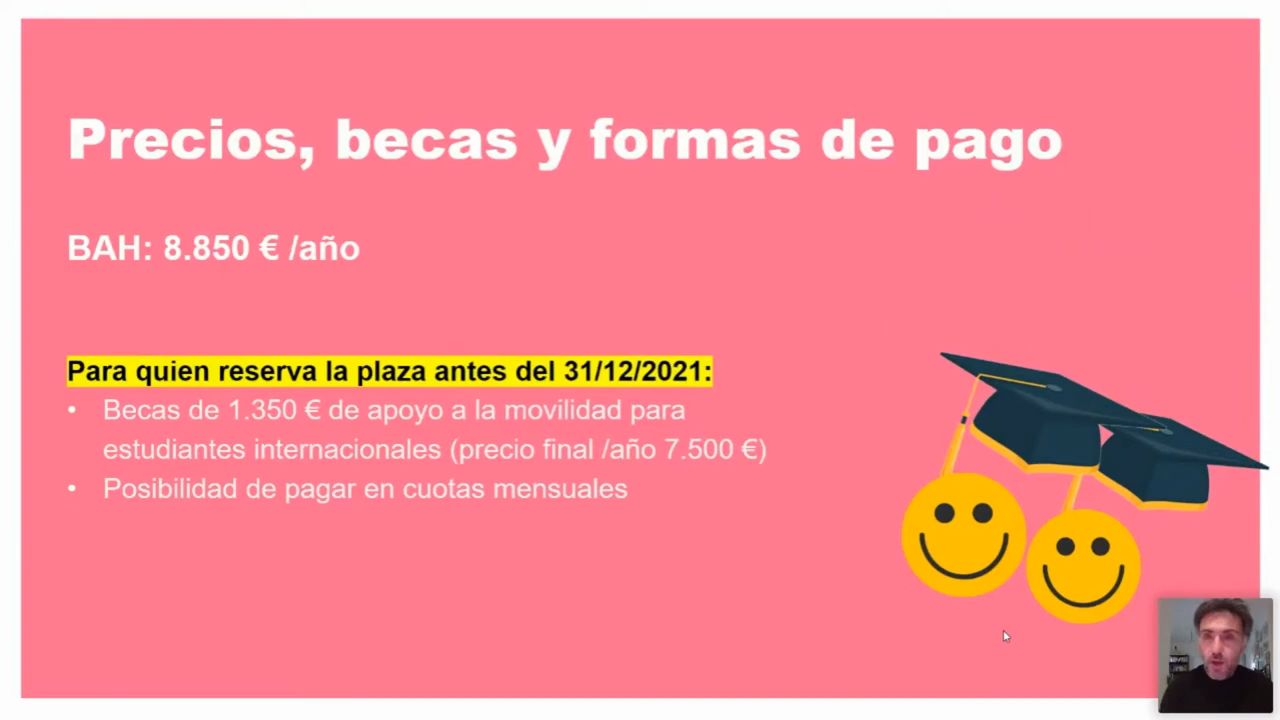 Precios, becas y formas de pago
BAH: 8.850 € /año
Para quien reserva la plaza antes del 31/12/2021:
• Becas de 1.350 € de apoyo a la movilidad para
estudiantes internacionales (precio final /año 7.500 €)
• Posibilidad de pagar en cuotas mensuales